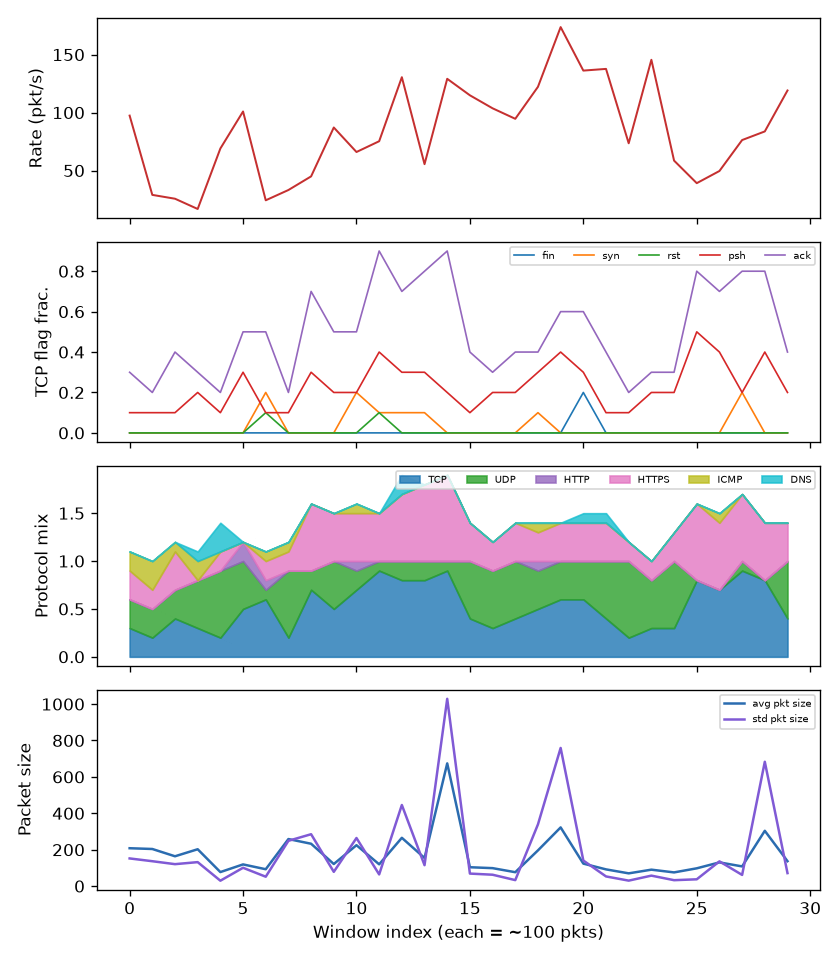 150
100
50
Rate (pkt/s)
fin syn rst psh ack
0.8
0.6
0.4
0.2
0.0
TCP flag frac.
TCP UDP HTTP HTTPS ICMP DNS
1.5
1.0
0.5
0.0
Protocol mix
avg pkt size
std pkt size
1000
800
600
400
200
0
Packet size
0 5 10 15 20 25 30
Window index (each = ~100 pkts)